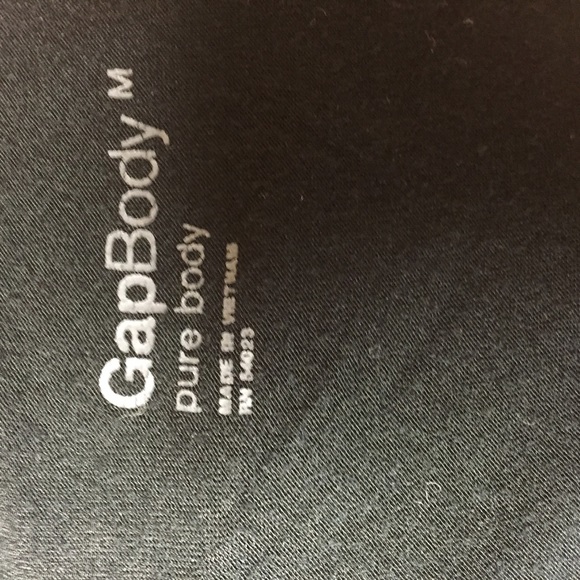 GapBody M
pure body
MADE IN VIETNAM
RN 54023